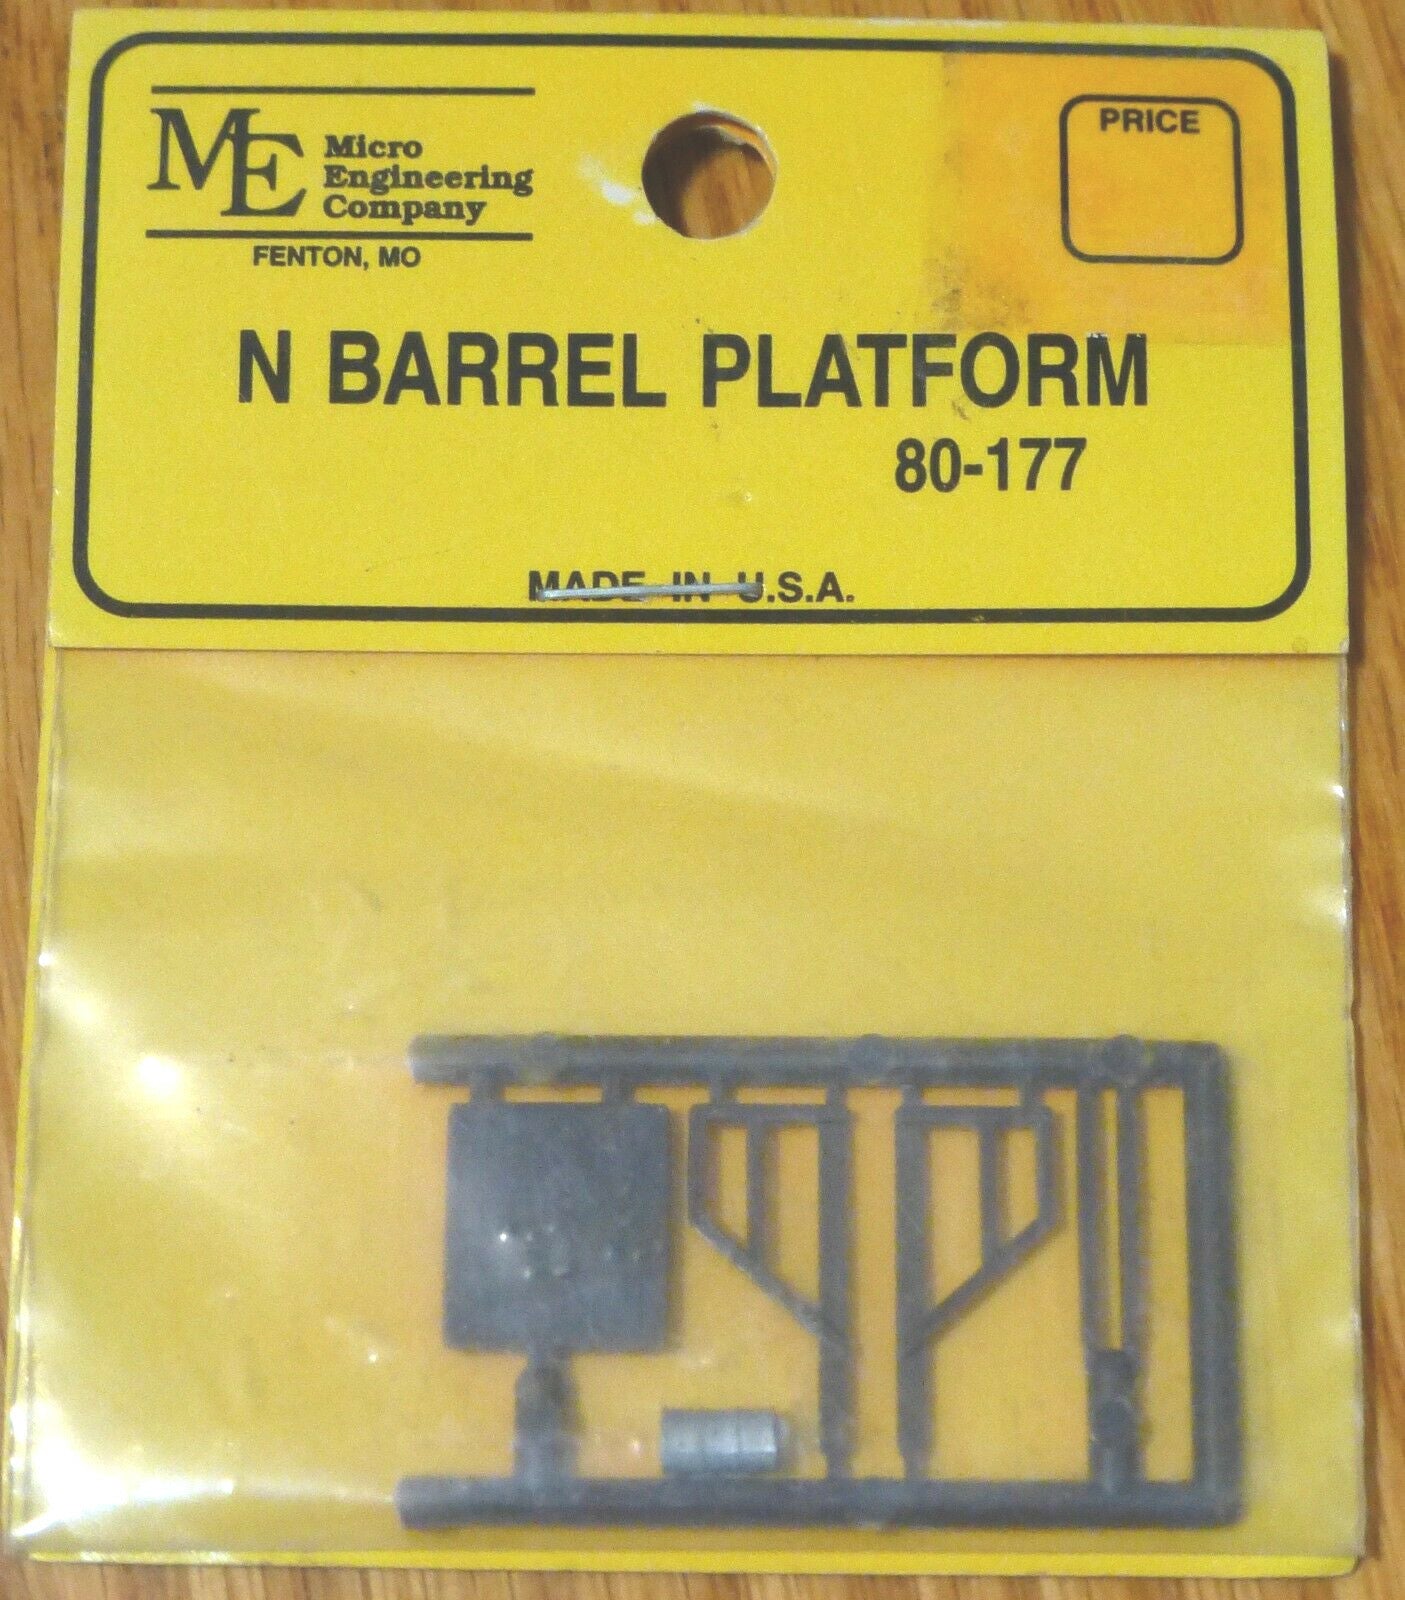 ME Micro
Engineering
Company
FENTON, MO
PRICE
N BARREL PLATFORM
80-177
MADE IN U.S.A.